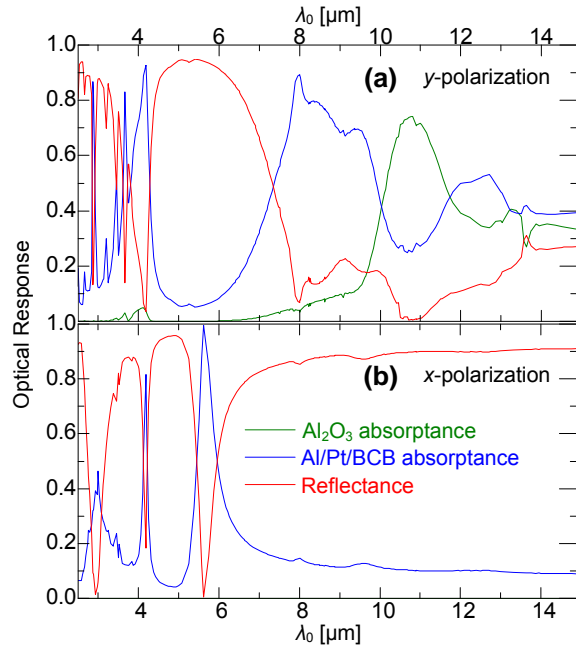 λ0 [μm]
4 6 8 10 12 14
1.0
(a) y-polarization
0.8
0.6
0.4
0.2
Optical Response
1.0
0.0
(b) x-polarization
0.8
0.6
Al2O3 absorptance
Al/Pt/BCB absorptance
0.4
Reflectance
0.2
0.0
4 6 8 10 12 14
λ0 [μm]